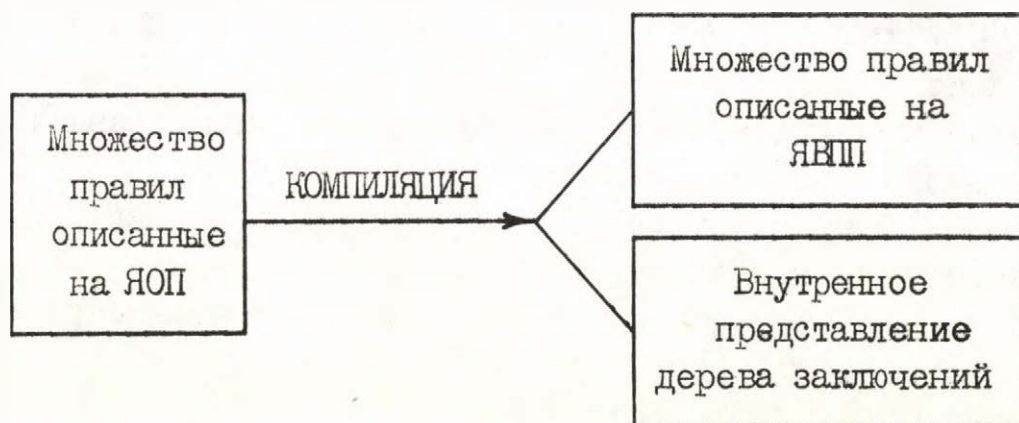 Множество
правил
описанные
на ЯОП
КОМПИЛЯЦИЯ
Множество правил
описанные на
ЯВПП
Внутренное
представление
дерева заключений